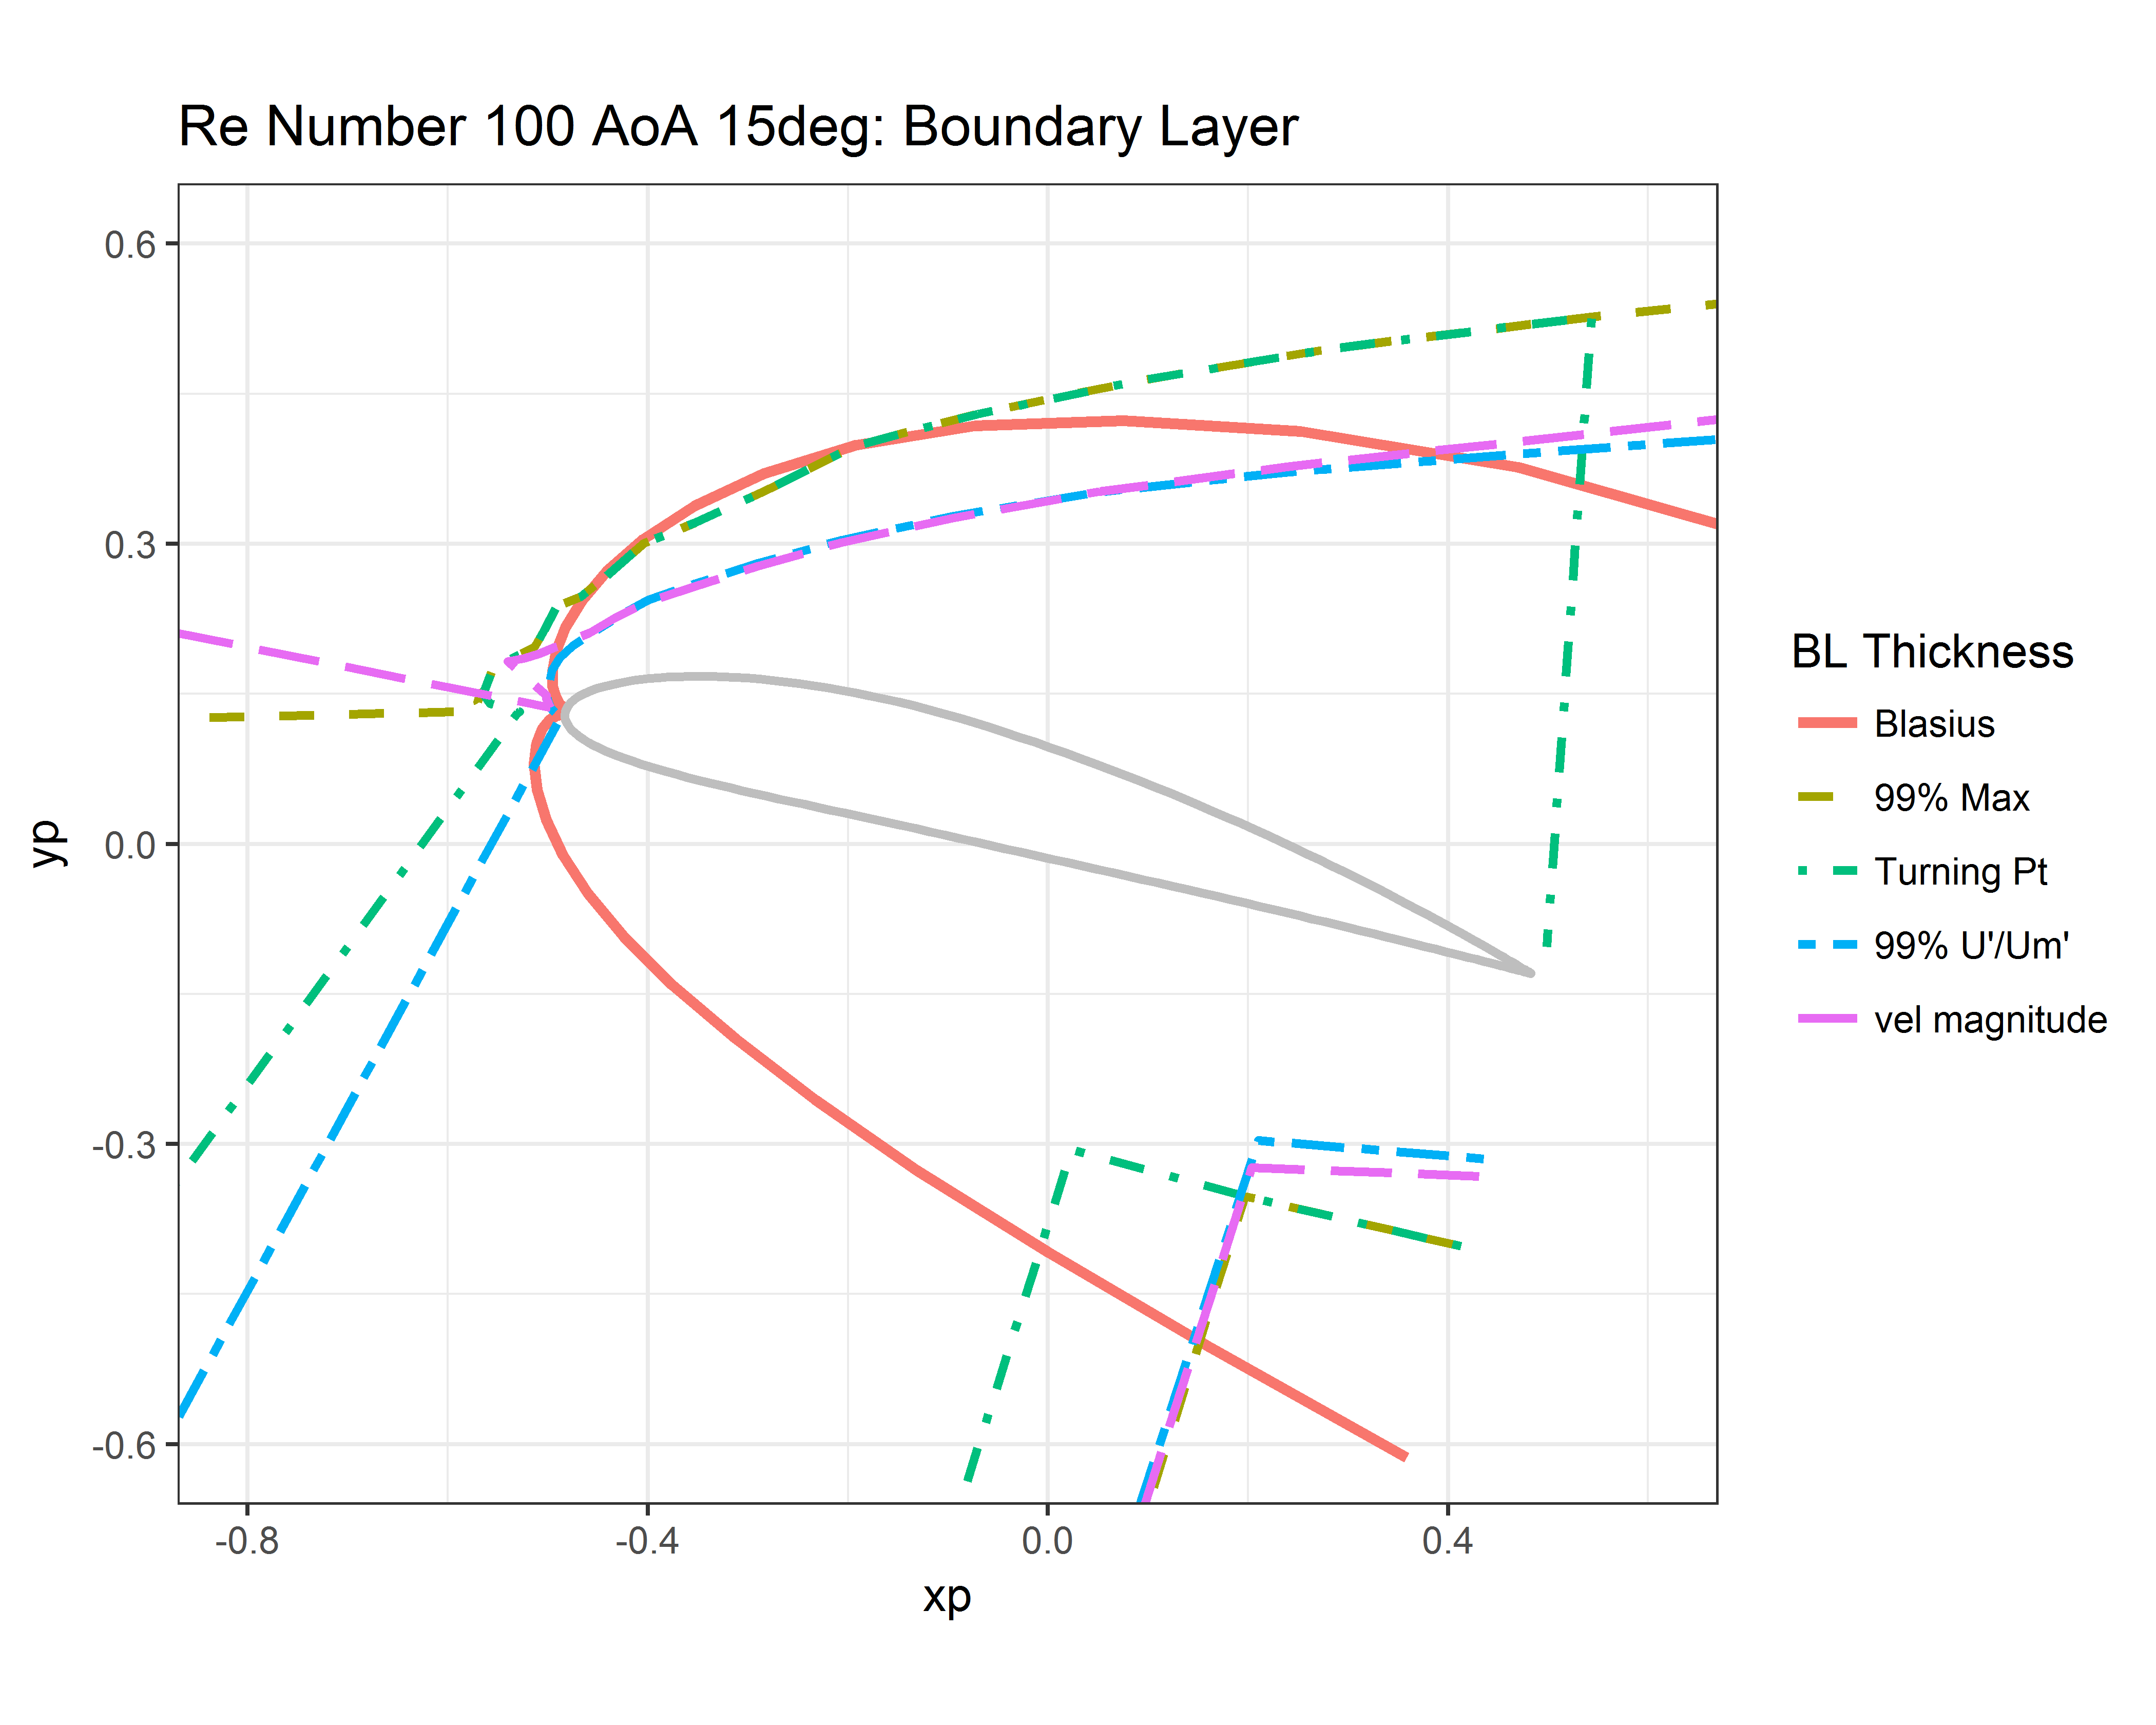 Re Number 100 AoA 15deg: Boundary Layer
0.6
0.3
0.0
-0.3
-0.6
yp
-0.8
-0.4
0.0
0.4
xp
BL Thickness
Blasius
99% Max
Turning Pt
99% U'/Um'
vel magnitude